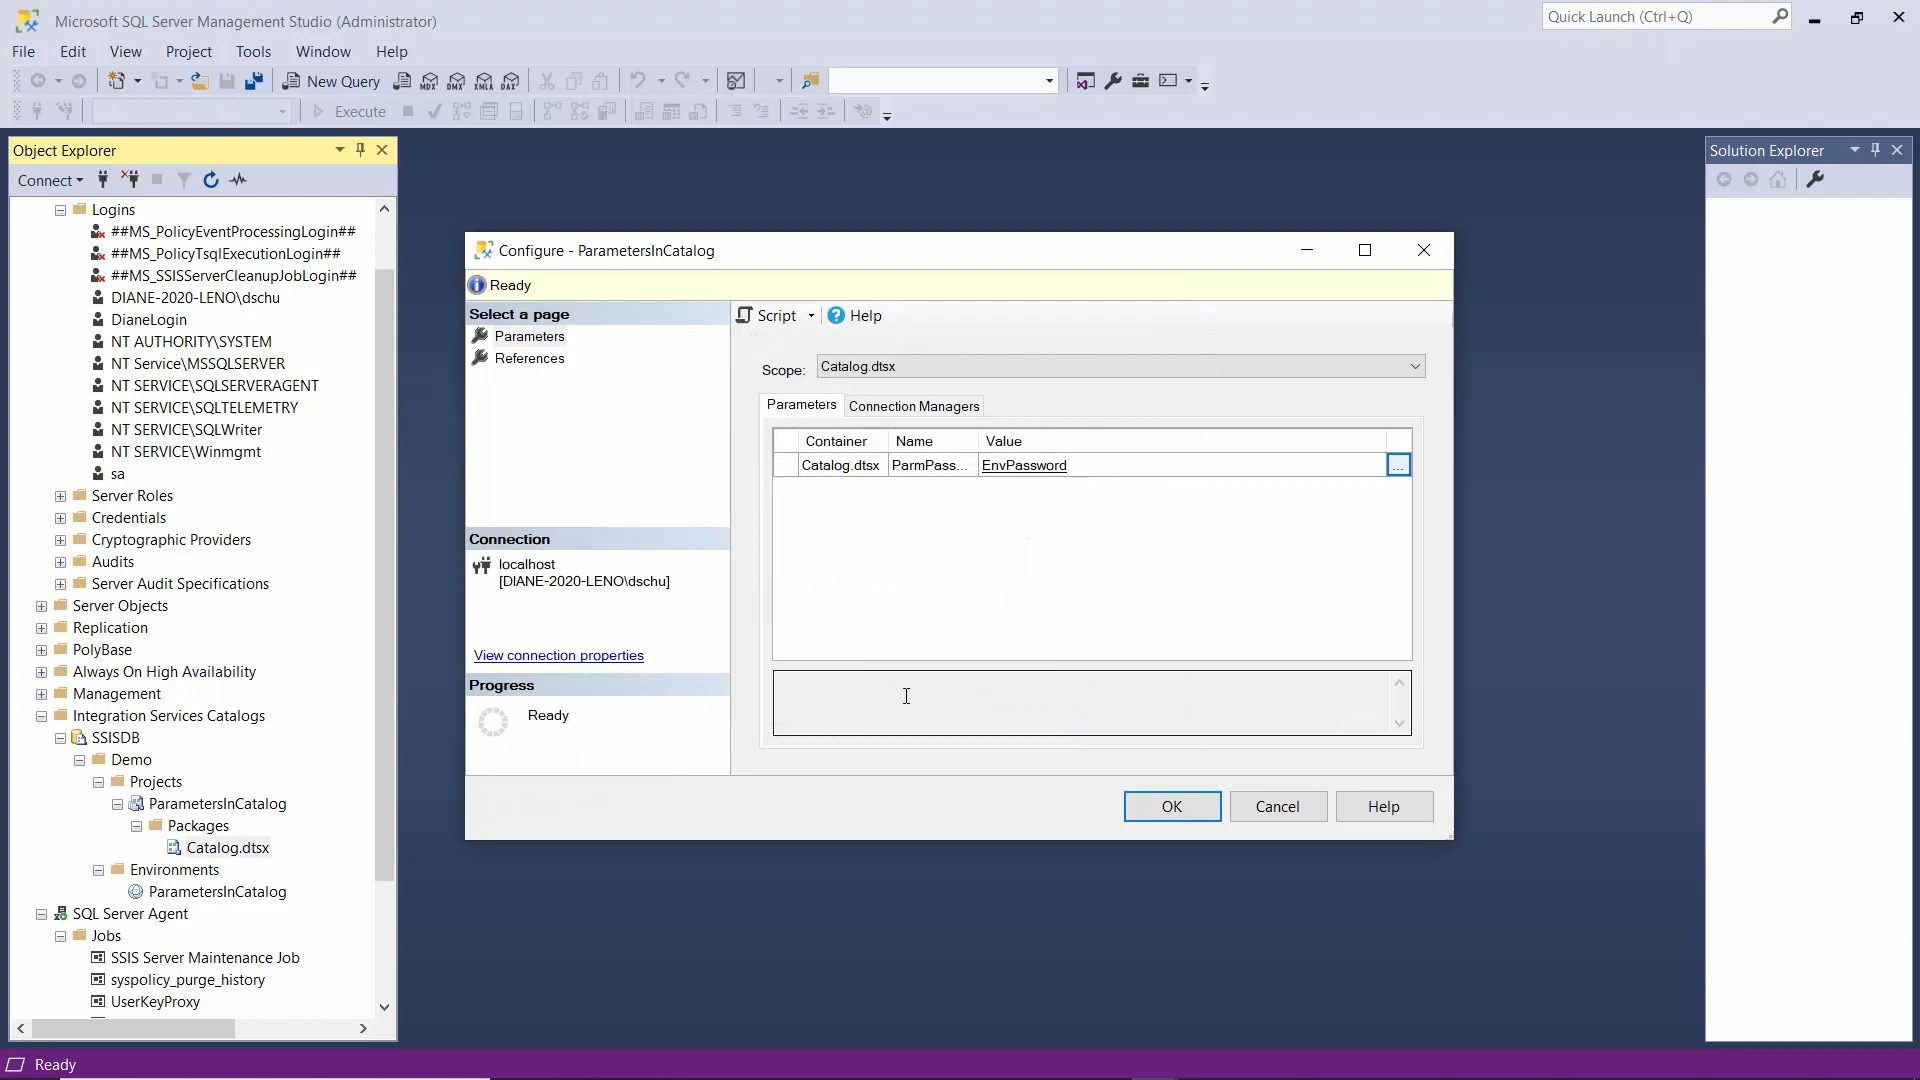 Microsoft SQL Server Management Studio (Administrator)
Quick Launch (Ctrl+Q)
File Edit View Project Tools Window Help
New Query MDX DMX XMLA DAX
Execute
Object Explorer
Connect
Logins
##MS_PolicyEventProcessingLogin##
##MS_PolicyTsqlExecutionLogin##
##MS_SSISServerCleanupJobLogin##
DIANE-2020-LENO\dschu
DianeLogin
NT AUTHORITY\SYSTEM
NT Service\MSSQLSERVER
NT SERVICE\SQLSERVERAGENT
NT SERVICE\SQLTELEMETRY
NT SERVICE\SQLWriter
NT SERVICE\Winmgmt
sa
Server Roles
Credentials
Cryptographic Providers
Audits
Server Audit Specifications
Server Objects
Replication
PolyBase
Always On High Availability
Management
Integration Services Catalogs
SSISDB
Demo
Projects
ParametersInCatalog
Packages
Catalog.dtsx
Environments
ParametersInCatalog
SQL Server Agent
Jobs
SSIS Server Maintenance Job
syspolicy_purge_history
UserKeyProxy
Configure - ParametersInCatalog
Ready
Select a page
Parameters
References
Connection
localhost
[DIANE-2020-LENO\dschu]
View connection properties
Progress
Ready
Script Help
Scope: Catalog.dtsx
Parameters Connection Managers
Container Name Value
Catalog.dtsx ParmPass... EnvPassword ...
OK Cancel Help
Solution Explorer
Ready